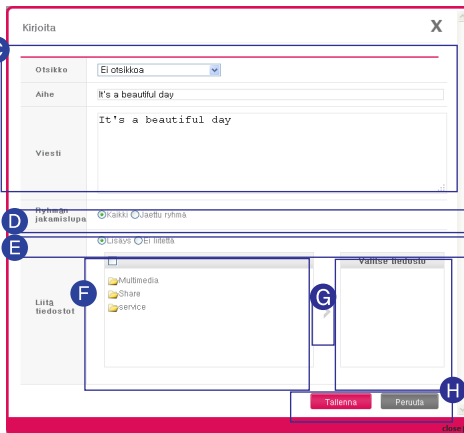 Kirjoita X
C
Otsikko Ei otsikkoa
Aihe It's a beautiful day
It's a beautiful day
Viesti
Ryhmän
jakamislupa Kaikki Jaettu ryhmä
D
E Lisäys Ei liitettä
Valitse tiedosto
F Multimedia
G
Share
service
Liitä
tiedostot
H
Tallenna Peruuta
close